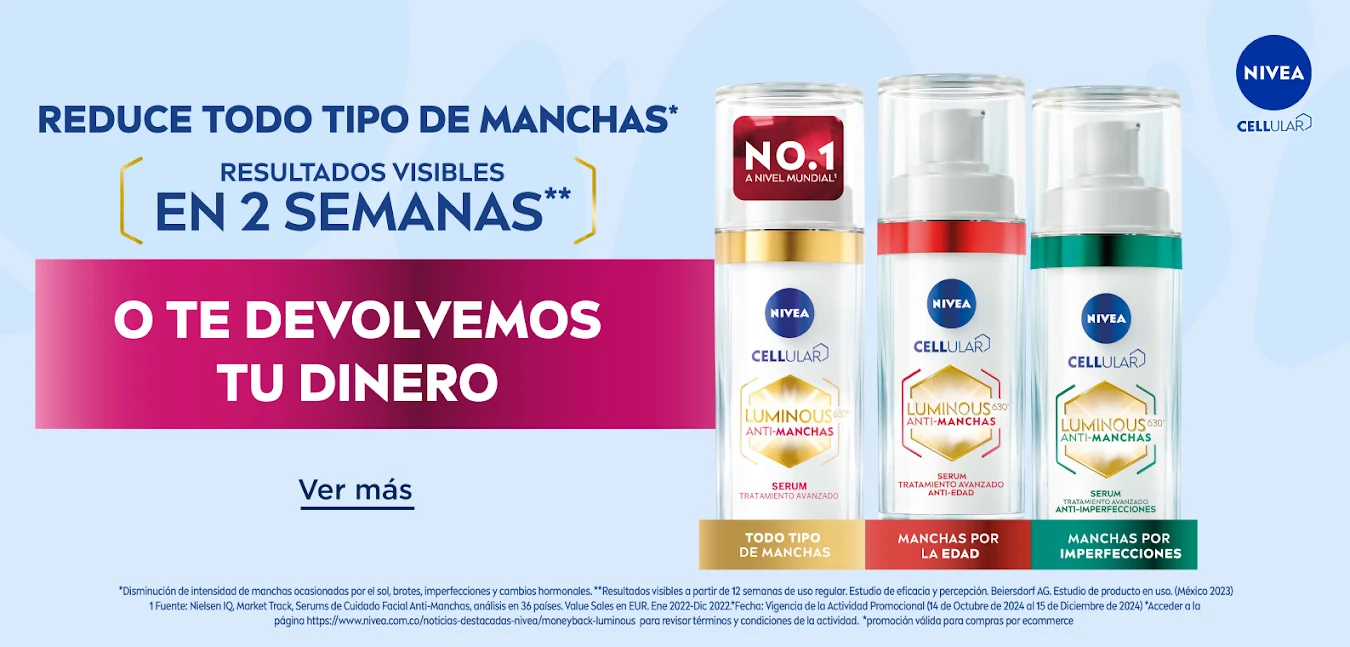 REDUCE TODO TIPO DE MANCHAS*
RESULTADOS VISIBLES
EN 2 SEMANAS**
O TE DEVOLVEMOS
TU DINERO
Ver más
NO.1
A NIVEL MUNDIAL¹
NIVEA
CELLULAR
LUMINOUS630®
ANTI-MANCHAS
SERUM
TRATAMIENTO AVANZADO
TODO TIPO
DE MANCHAS
NIVEA
CELLULAR
LUMINOUS630®
ANTI-MANCHAS
SERUM
TRATAMIENTO AVANZADO
ANTI-EDAD
MANCHAS POR
LA EDAD
NIVEA
CELLULAR
LUMINOUS630®
ANTI-MANCHAS
SERUM
TRATAMIENTO AVANZADO
ANTI-IMPERFECCIONES
MANCHAS POR
IMPERFECCIONES
NIVEA
CELLULAR
*Disminución de intensidad de manchas ocasionados por el sol, brotes, imperfecciones y cambios hormonales. **Resultados visibles a partir de 12 semanas de uso regular. Estudio de eficacia y percepción. Beiersdorf AG. Estudio de producto en uso. (México 2023)
1 Fuente: Nielsen IQ, Market Track, Serums de Cuidado Facial Anti-Manchas, análisis en 36 países. Value Sales en EUR. Ene 2022-Dic 2022.*Fecha: Vigencia de la Actividad Promocional (14 de Octubre de 2024 al 15 de Diciembre de 2024) *Acceder a la
página https://www.nivea.com.co/noticias-destacadas-nivea/moneyback-luminous para revisar términos y condiciones de la actividad. *promoción válida para compras por ecommerce